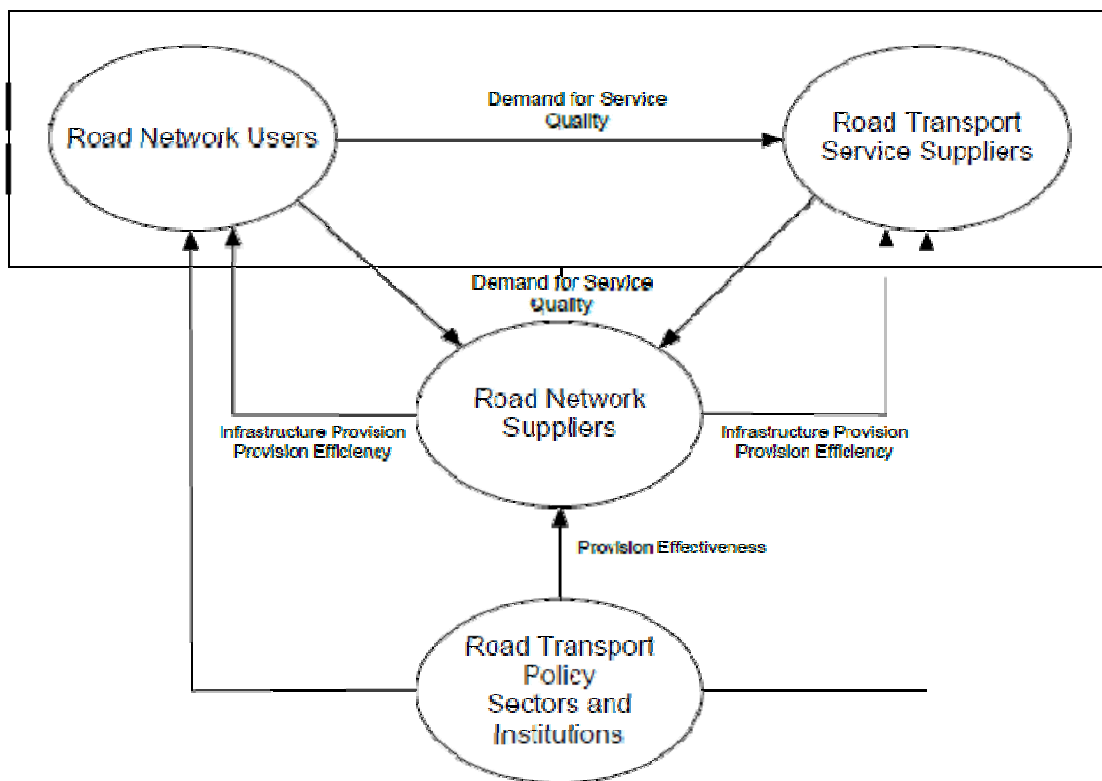 Demand for Service
Quality
Road Network Users
Road Transport
Service Suppliers
Demand for Service
Quality
Road Network
Suppliers
Infrastructure Provision
Provision Efficiency
Infrastructure Provision
Provision Efficiency
Provision Effectiveness
Road Transport
Policy
Sectors and
Institutions